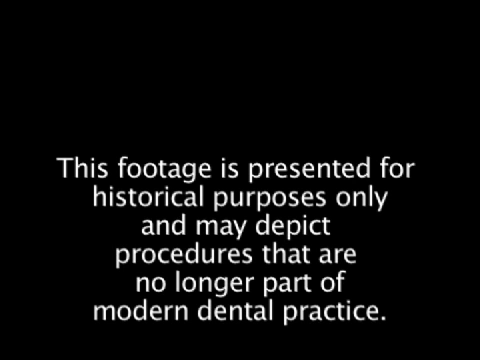 This footage is presented for
historical purposes only
and may depict
procedures that are
no longer part of
modern dental practice.